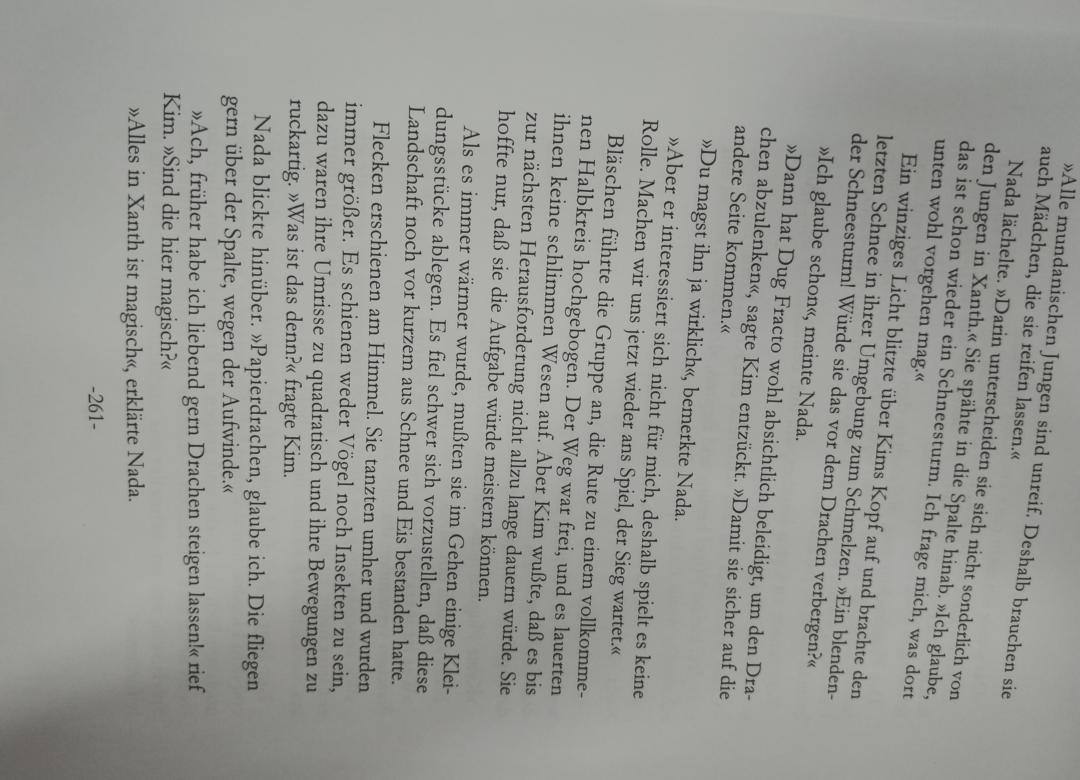 »Alle mundanischen Jungen sind unreif. Deshalb brauchen sie
auch Mädchen, die sie reifen lassen.«
Nada lächelte. »Darin unterscheiden sie sich nicht sonderlich von
den Jungen in Xanth.« Sie spähte in die Spalte hinab. »Ich glaube,
das ist schon wieder ein Schneesturm. Ich frage mich, was dort
unten wohl vorgehen mag.«
Ein winziges Licht blitzte über Kims Kopf auf und brachte den
letzten Schnee in ihrer Umgebung zum Schmelzen. »Ein blenden-
der Schneesturm! Würde sie das vor dem Drachen verbergen?«
»Ich glaube schon«, meinte Nada.
»Dann hat Dug Fracto wohl absichtlich beleidigt, um den Dra-
chen abzulenken«, sagte Kim entzückt. »Damit sie sicher auf die
andere Seite kommen.«
»Du magst ihn ja wirklich«, bemerkte Nada.
»Aber er interessiert sich nicht für mich, deshalb spielt es keine
Rolle. Machen wir uns jetzt wieder ans Spiel, der Sieg wartet.«
Bläschen führte die Gruppe an, die Rute zu einem vollkomme-
nen Halbkreis hochgebogen. Der Weg war frei, und es lauerten
ihnen keine schlimmen Wesen auf. Aber Kim wußte, daß es bis
zur nächsten Herausforderung nicht allzu lange dauern würde. Sie
hoffte nur, daß sie die Aufgabe würde meistern können.
Als es immer wärmer wurde, mußten sie im Gehen einige Klei-
dungsstücke ablegen. Es fiel schwer sich vorzustellen, daß diese
Landschaft noch vor kurzem aus Schnee und Eis bestanden hatte.
Flecken erschienen am Himmel. Sie tanzten umher und wurden
immer größer. Es schienen weder Vögel noch Insekten zu sein,
dazu waren ihre Umrisse zu quadratisch und ihre Bewegungen zu
ruckartig. »Was ist das denn?« fragte Kim.
Nada blickte hinüber. »Papierdrachen, glaube ich. Die fliegen
gern über der Spalte, wegen der Aufwinde.«
»Ach, früher habe ich liebend gern Drachen steigen lassen!« rief
Kim. »Sind die hier magisch?«
»Alles in Xanth ist magisch«, erklärte Nada.
-261-